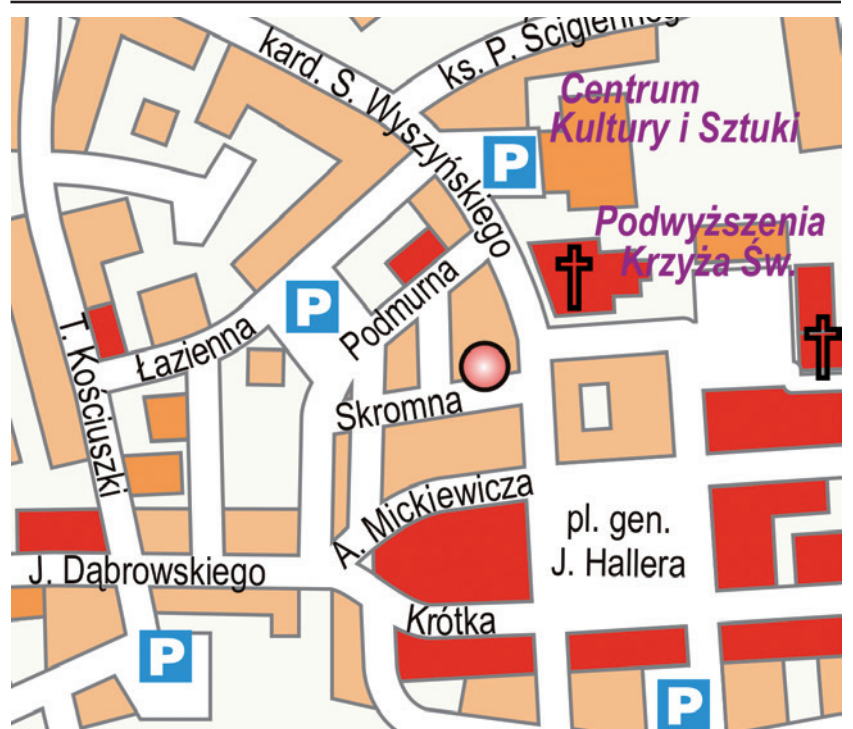 kard. S. Wyszyńskiego
ks. P. Ściegiennego
Centrum
Kultury i Sztuki
P
Podwyższenia
Krzyża Św.
P
Podmurna
Łazienna
T. Kościuszki
Skromna
A. Mickiewicza
pl. gen.
J. Hallera
J. Dąbrowskiego
Krótka
P
P